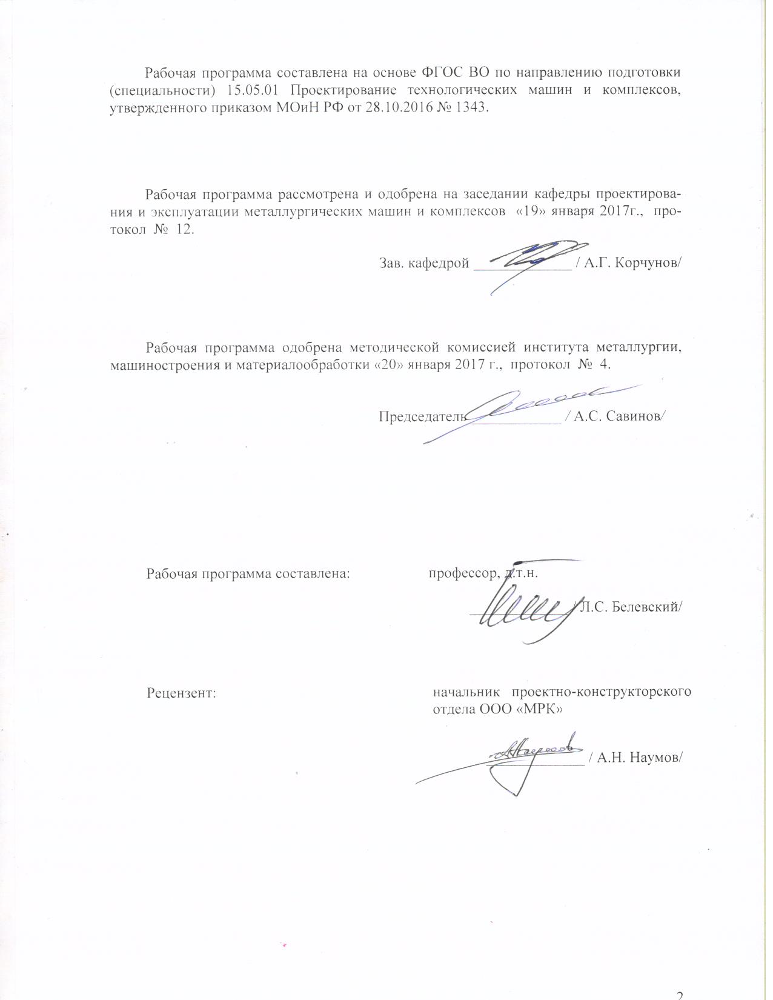 Рабочая программа составлена на основе ФГОС ВО по направлению подготовки
(специальности) 15.05.01 Проектирование технологических машин и комплексов,
утвержденного приказом МОиН РФ от 28.10.2016 № 1343.
Рабочая программа рассмотрена и одобрена на заседании кафедры проектирова-
ния и эксплуатации металлургических машин и комплексов «19» января 2017г., про-
токол № 12.
Зав. кафедрой _____________ / А.Г. Корчунов/
Рабочая программа одобрена методической комиссией института металлургии,
машиностроения и материалообработки «20» января 2017 г., протокол № 4.
Председатель ____________ / А.С. Савинов/
Рабочая программа составлена: профессор, д.т.н.
_____________ / Л.С. Белевский/
Рецензент: начальник проектно-конструкторского
отдела ООО «МРК»
_____________ / А.Н. Наумов/
2